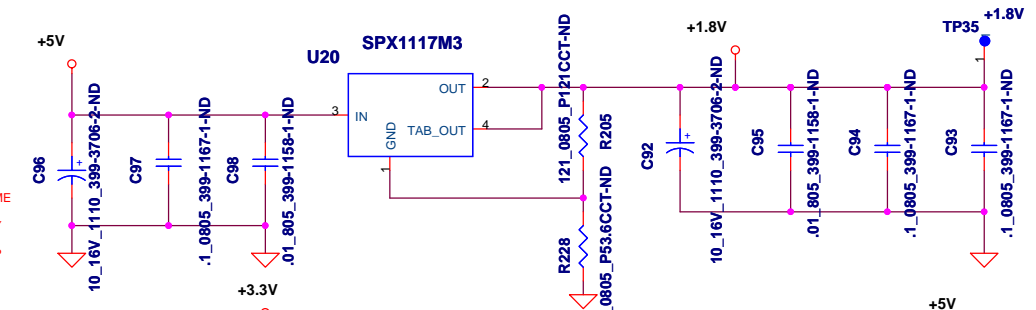 +5V
U20
SPX1117M3
3
IN
OUT
2
TAB_OUT
4
GND
1
C96
10_16V_1110_399-3706-2-ND
C97
.1_0805_399-1167-1-ND
C98
.01_805_399-1158-1-ND
121_0805_P121CCT-ND
R205
R228
_0805_P53.6CCT-ND
+1.8V
C92
10_16V_1110_399-3706-2-ND
C95
.01_805_399-1158-1-ND
C94
.1_0805_399-1167-1-ND
C93
.1_0805_399-1167-1-ND
TP35
+1.8V
1
ME
+3.3V
+5V